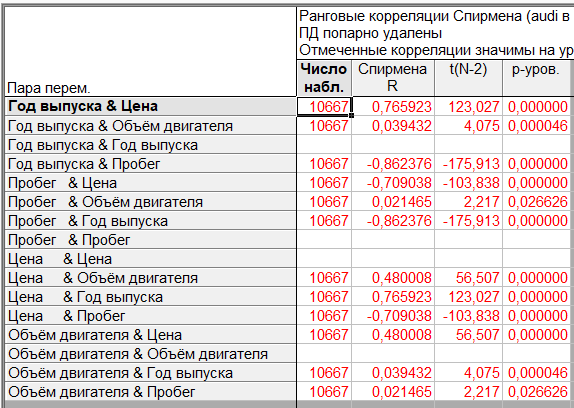 Ранговые корреляции Спирмена (audi в
ПД попарно удалены
Отмеченные корреляции значимы на ур
Пара перем. Число набл. Спирмена R t(N-2) p-уров.
Год выпуска & Цена 10667 0,765923 123,027 0,000000
Год выпуска & Объём двигателя 10667 0,039432 4,075 0,000046
Год выпуска & Год выпуска
Год выпуска & Пробег 10667 -0,862376 -175,913 0,000000
Пробег & Цена 10667 -0,709038 -103,838 0,000000
Пробег & Объём двигателя 10667 0,021465 2,217 0,026626
Пробег & Год выпуска 10667 -0,862376 -175,913 0,000000
Пробег & Пробег
Цена & Цена
Цена & Объём двигателя 10667 0,480008 56,507 0,000000
Цена & Год выпуска 10667 0,765923 123,027 0,000000
Цена & Пробег 10667 -0,709038 -103,838 0,000000
Объём двигателя & Цена 10667 0,480008 56,507 0,000000
Объём двигателя & Объём двигателя
Объём двигателя & Год выпуска 10667 0,039432 4,075 0,000046
Объём двигателя & Пробег 10667 0,021465 2,217 0,026626